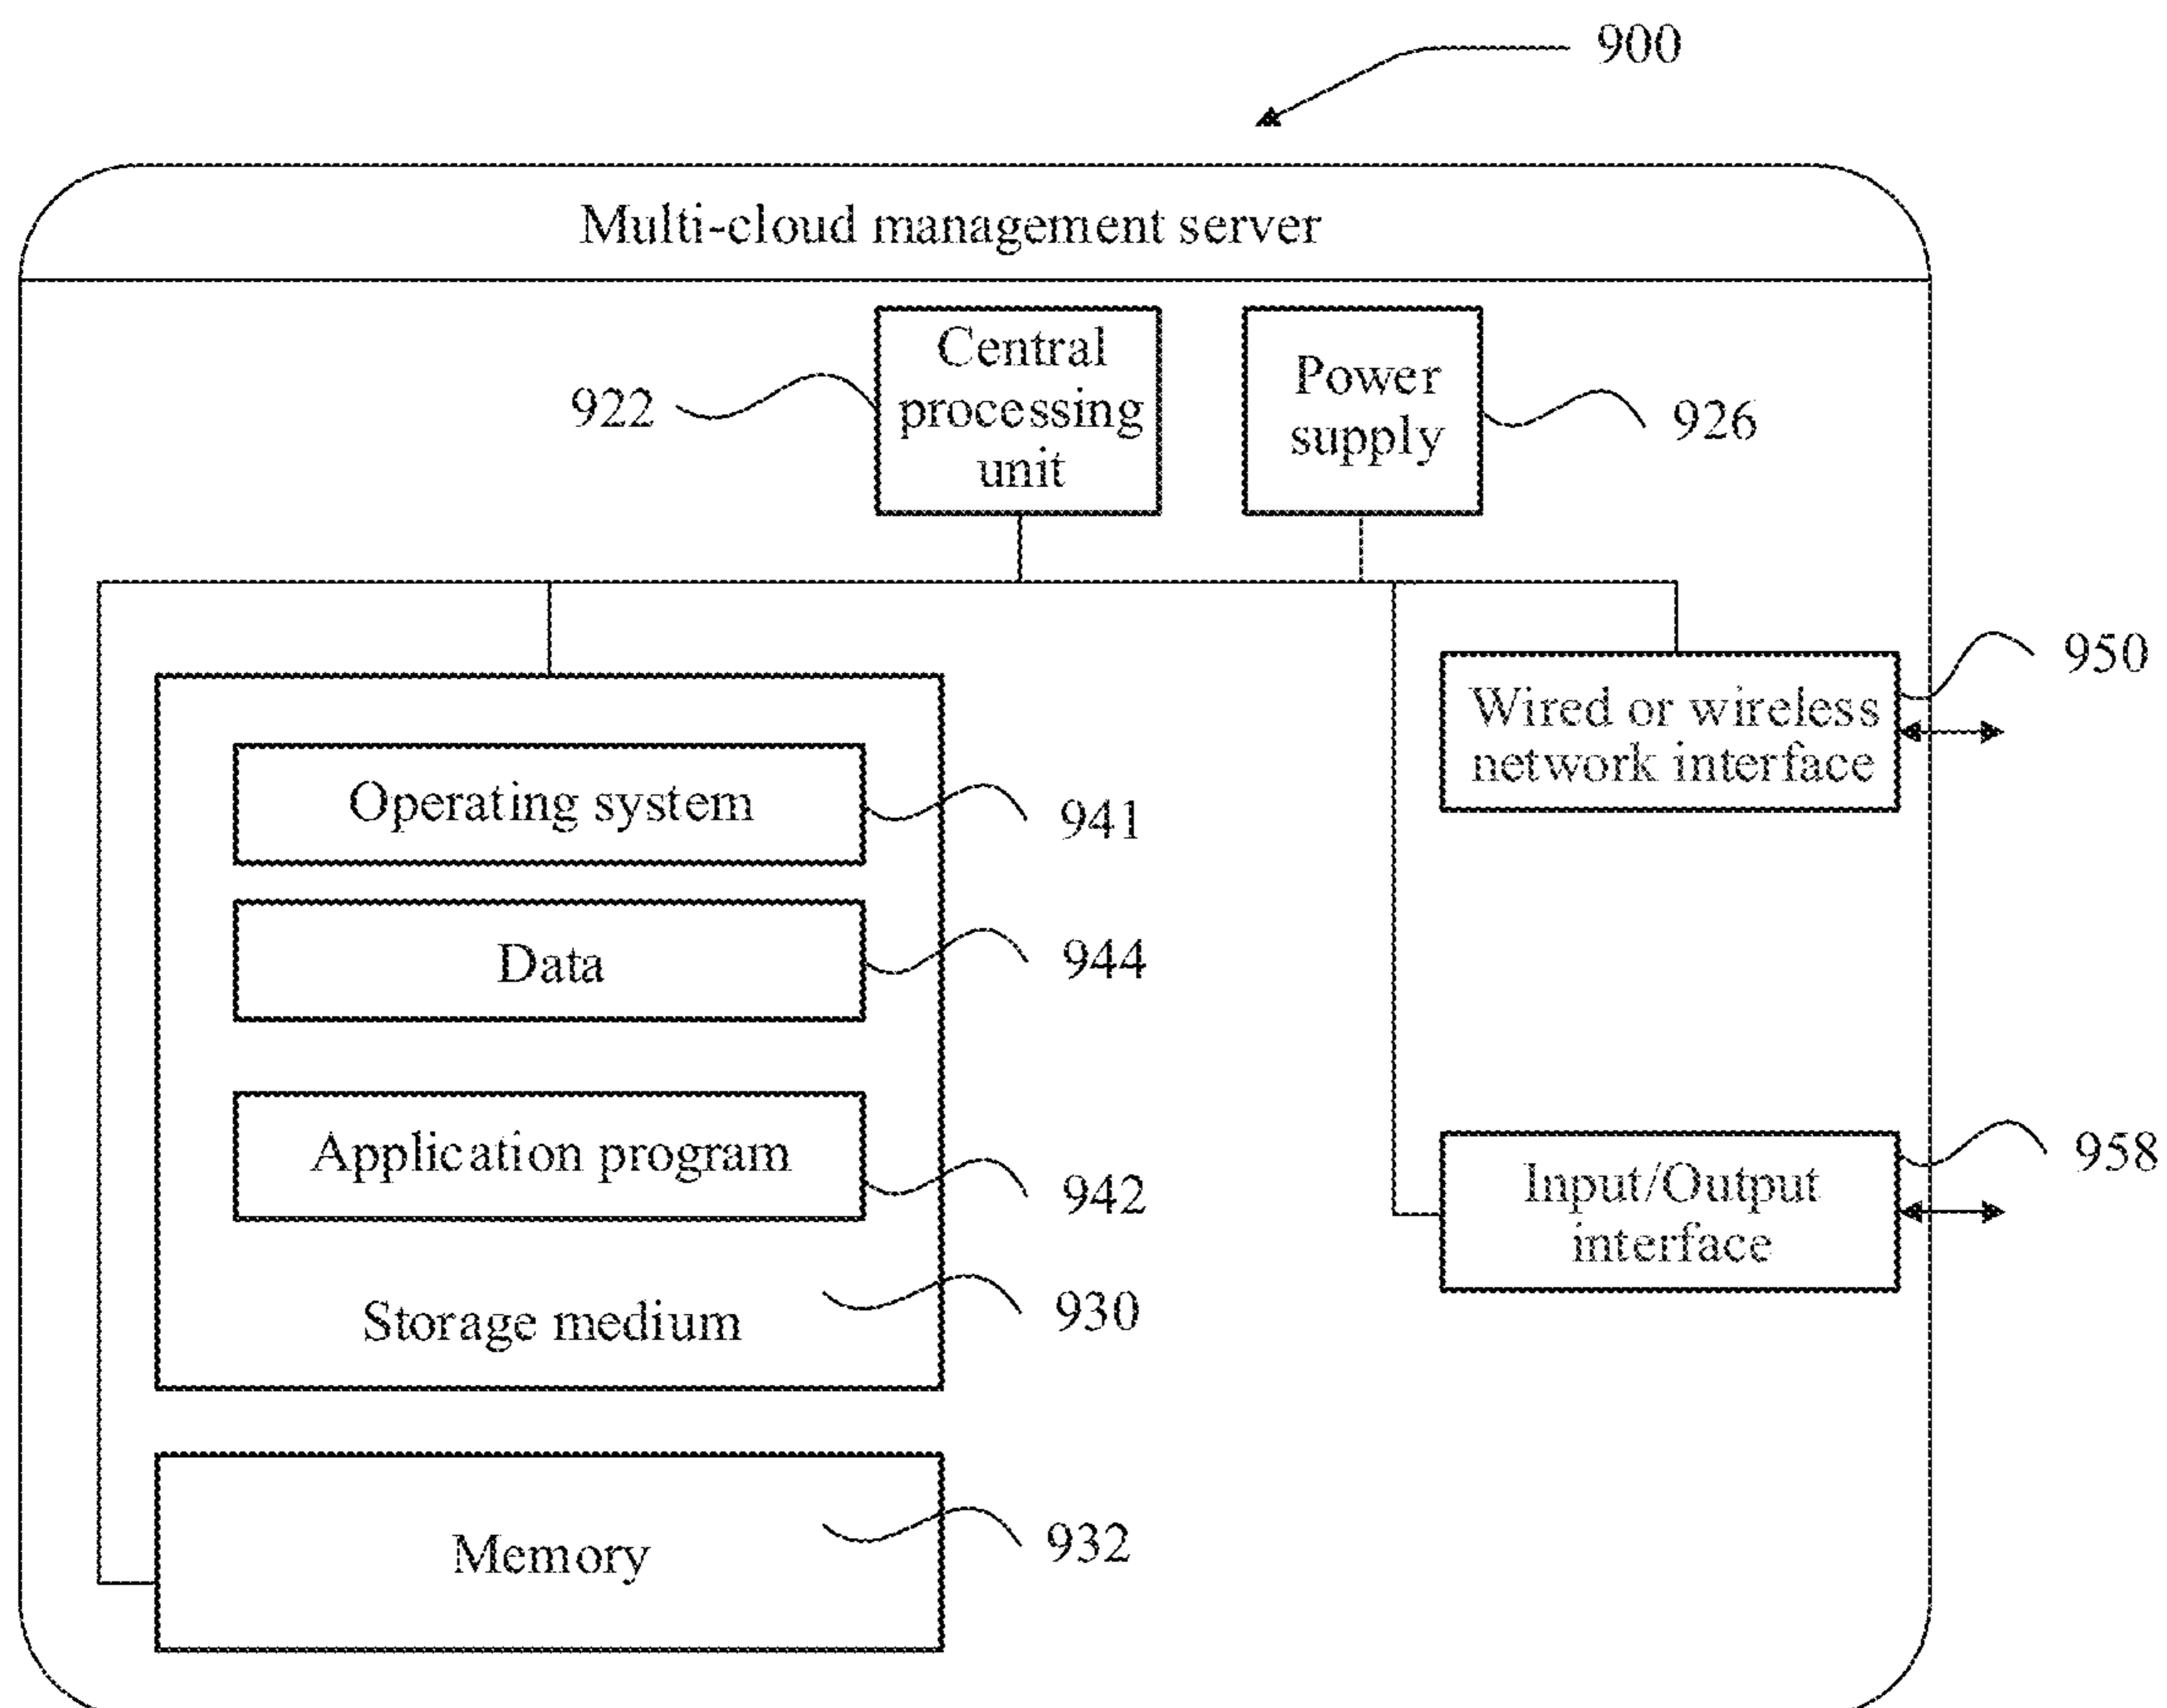 900
Multi-cloud management server
Central
processing
unit
922
Power
supply
926
Wired or wireless
network interface
950
Operating system
941
Data
944
Application program
942
Storage medium
930
Input/Output
interface
958
Memory
932